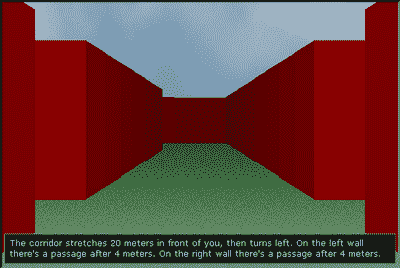 The corridor stretches 20 meters in front of you, then turns left. On the left wall
there's a passage after 4 meters. On the right wall there's a passage after 4 meters.